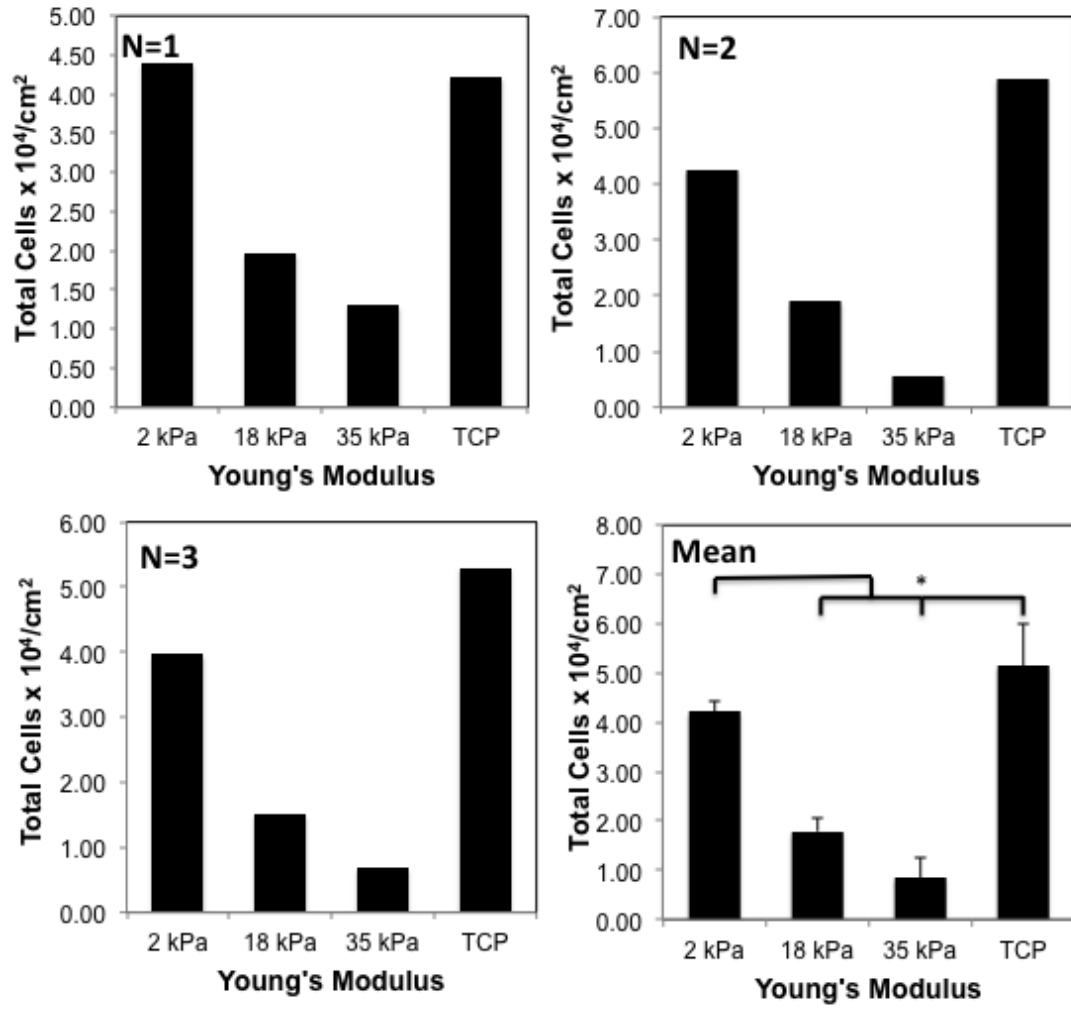 N=1
Total Cells x 10⁴/cm²
5.00
4.50
4.00
3.50
3.00
2.50
2.00
1.50
1.00
0.50
0.00
2 kPa 18 kPa 35 kPa TCP
Young's Modulus
N=2
Total Cells x 10⁴/cm²
7.00
6.00
5.00
4.00
3.00
2.00
1.00
0.00
2 kPa 18 kPa 35 kPa TCP
Young's Modulus
N=3
Total Cells x 10⁴/cm²
6.00
5.00
4.00
3.00
2.00
1.00
0.00
2 kPa 18 kPa 35 kPa TCP
Young's Modulus
Mean
*
Total Cells x 10⁴/cm²
8.00
7.00
6.00
5.00
4.00
3.00
2.00
1.00
0.00
2 kPa 18 kPa 35 kPa TCP
Young's Modulus